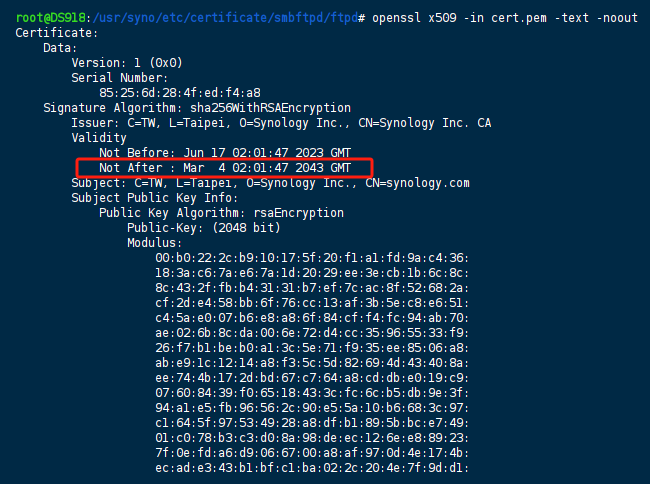 root@DS918:/usr/syno/etc/certificate/smbftpd/ftpd# openssl x509 -in cert.pem -text -noout
Certificate:
Data:
Version: 1 (0x0)
Serial Number:
85:25:6d:28:4f:ed:f4:a8
Signature Algorithm: sha256WithRSAEncryption
Issuer: C=TW, L=Taipei, O=Synology Inc., CN=Synology Inc. CA
Validity
Not Before: Jun 17 02:01:47 2023 GMT
Not After : Mar  4 02:01:47 2043 GMT
Subject: C=TW, L=Taipei, O=Synology Inc., CN=synology.com
Subject Public Key Info:
Public Key Algorithm: rsaEncryption
Public-Key: (2048 bit)
Modulus:
00:b0:22:2c:b9:10:17:5f:20:f1:a1:fd:9a:c4:36:
18:3a:c6:7a:e6:7a:1d:20:29:ee:3e:cb:1b:6c:8c:
8c:43:2f:fb:b4:31:31:b7:ef:7c:ac:8f:52:68:2a:
cf:2d:e4:58:bb:6f:76:cc:13:af:3b:5e:c8:e6:51:
c4:5a:e0:07:b6:e8:a8:6f:84:cf:f4:fc:94:ab:70:
ae:02:6b:8c:da:00:6e:72:d4:cc:35:96:55:33:f9:
26:f7:b1:be:b0:a1:3c:5e:71:f9:35:ee:85:06:a8:
ab:e9:1c:12:14:a8:f3:5c:5d:82:69:4d:43:40:8a:
ee:74:4b:17:2d:bd:67:c7:64:a8:cd:db:e0:19:c9:
07:60:84:39:f0:65:18:43:3c:fc:6c:b5:db:9e:3f:
94:a1:e5:fb:96:56:2c:90:e5:5a:10:b6:68:3c:97:
c1:64:5f:97:53:49:28:a8:df:b1:89:5b:bc:e7:49:
01:c0:78:b3:c3:d0:8a:98:de:ec:12:6e:e8:89:23:
7f:0e:fd:a6:d9:06:67:00:a8:af:97:0d:4e:17:4b:
ec:ad:e3:43:b1:bf:c1:ba:02:2c:20:4e:7f:9d:d1: